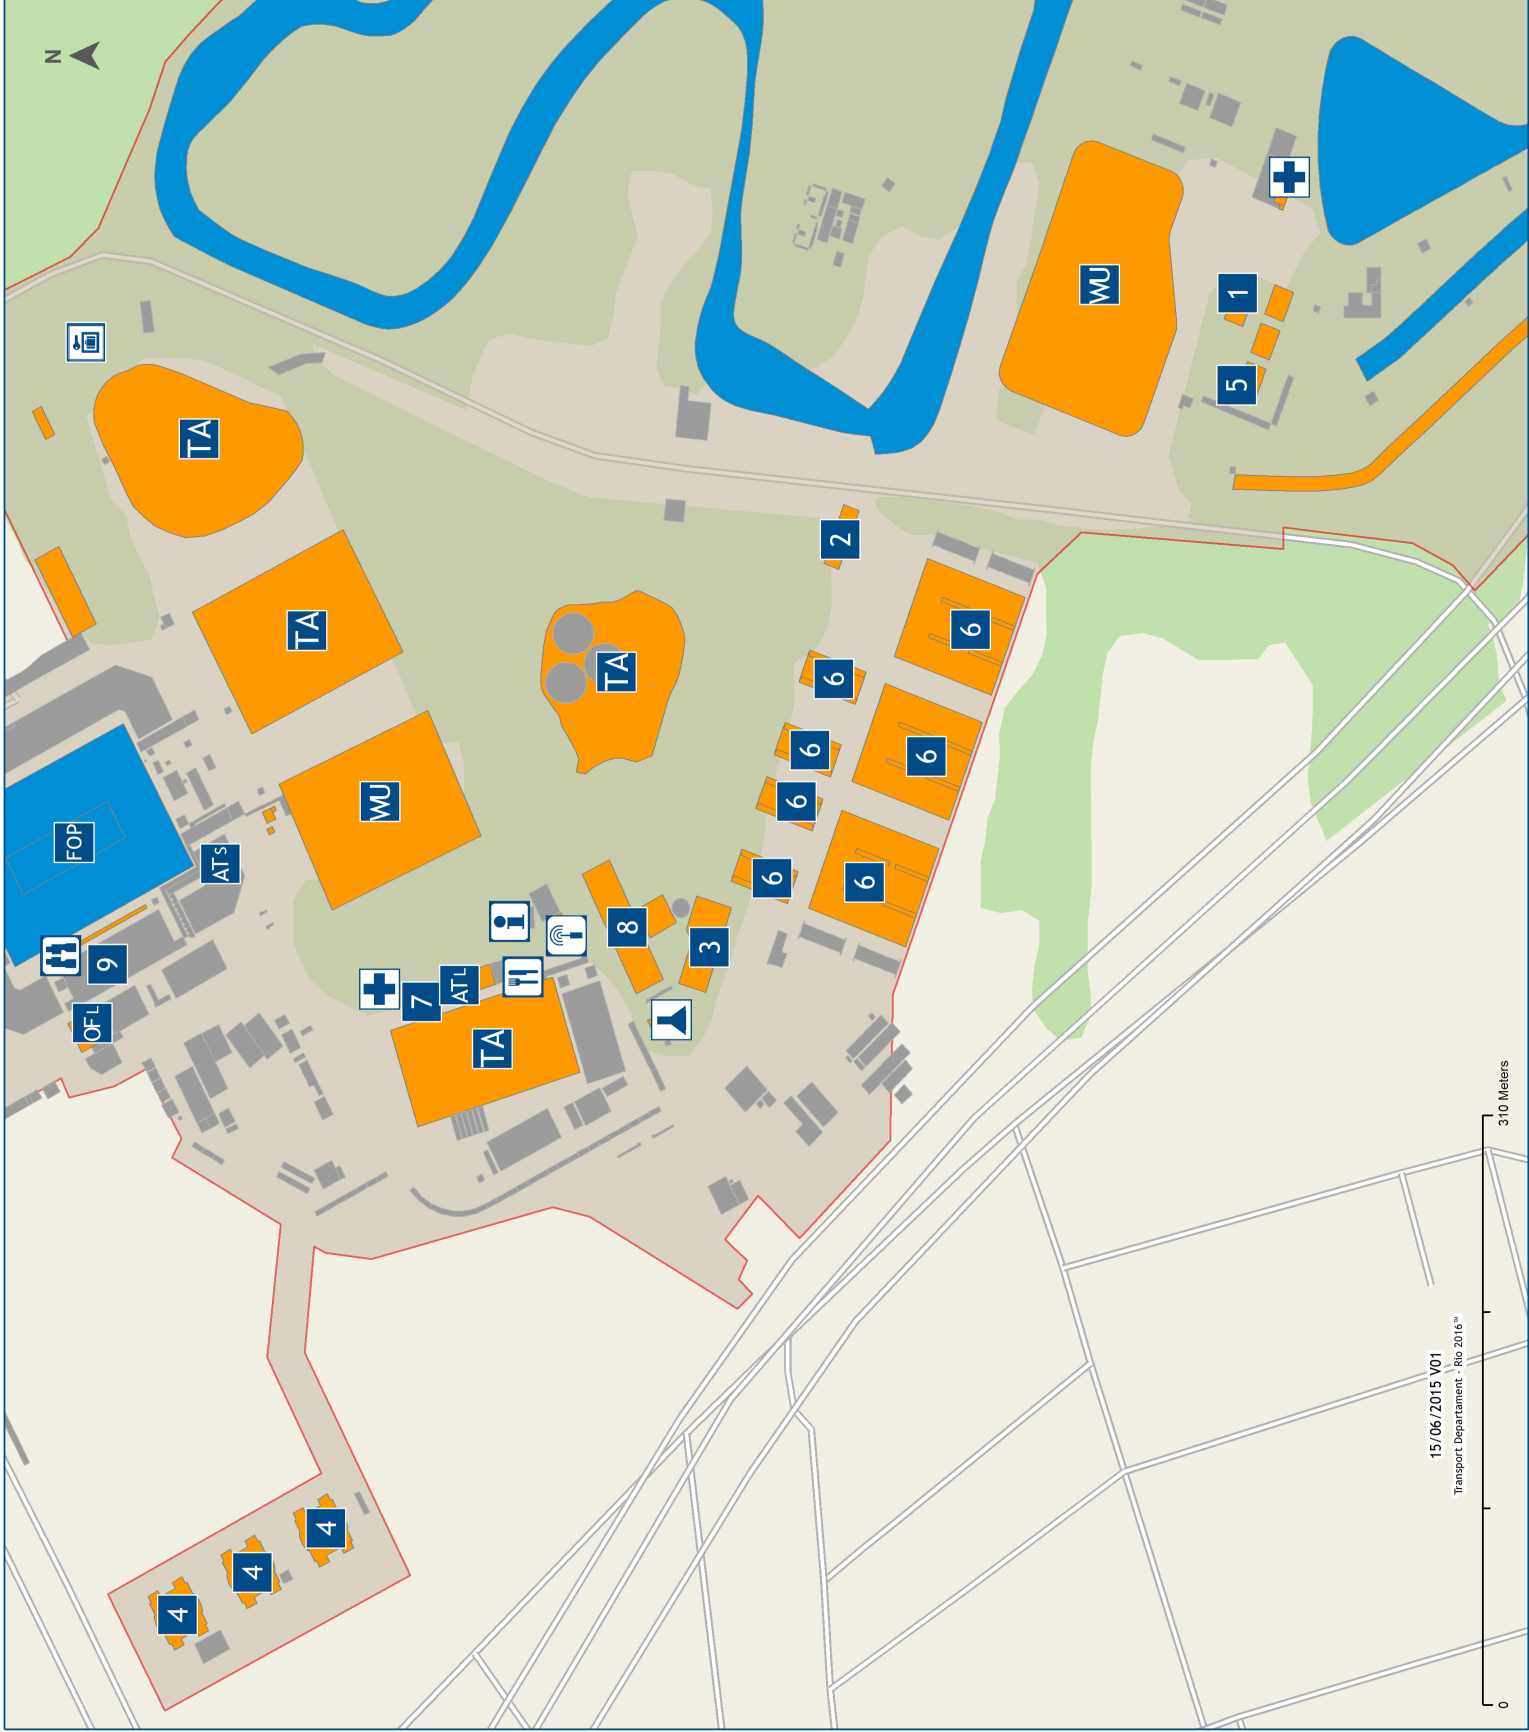 N
FOP
OFL
9
4
TA
ATS
4
TA
4
WU
7
ATL
TA
TA
8
3
6
6
6
6
2
6
6
6
WU
5
1
15/06/2015 V01
Transport Departament - Rio 2016™
0 310 Meters